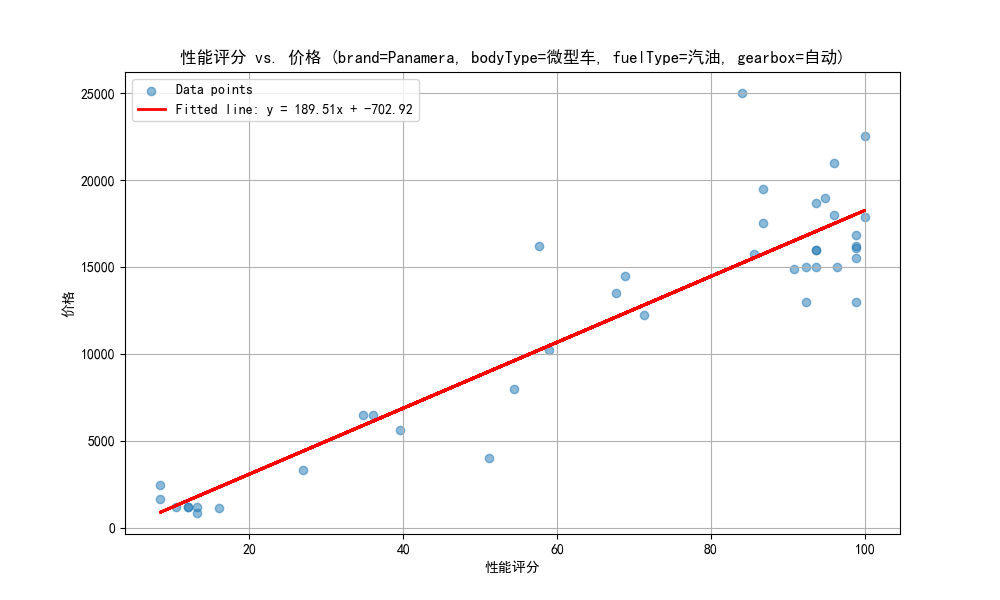 性能评分 vs. 价格 (brand=Panamera, bodyType=微型车, fuelType=汽油, gearbox=自动)
Data points
Fitted line: y = 189.51x + -702.92
25000
20000
15000
10000
5000
0
价格
20 40 60 80 100
性能评分